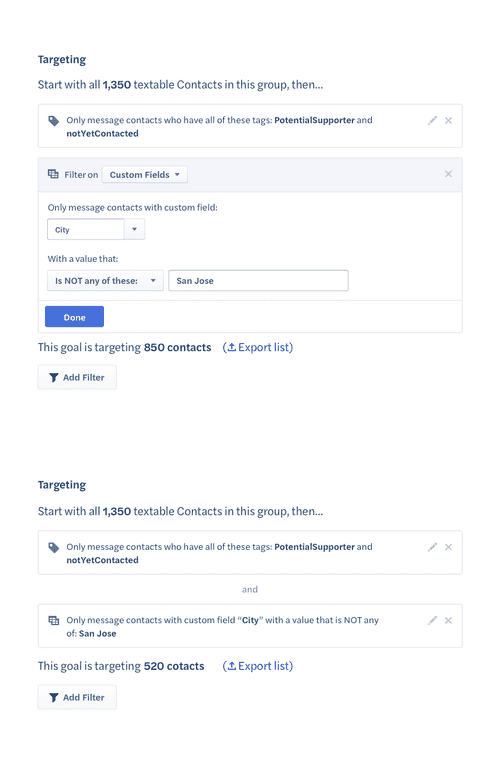 Targeting
Start with all 1,350 textable Contacts in this group, then...
Only message contacts who have all of these tags: PotentialSupporter and
notYetContacted
Filter on Custom Fields
Only message contacts with custom field:
City
With a value that:
Is NOT any of these: San Jose
Done
This goal is targeting 850 contacts (Export list)
Add Filter
Targeting
Start with all 1,350 textable Contacts in this group, then...
Only message contacts who have all of these tags: PotentialSupporter and
notYetContacted
and
Only message contacts with custom field “City” with a value that is NOT any
of: San Jose
This goal is targeting 520 cotacts (Export list)
Add Filter